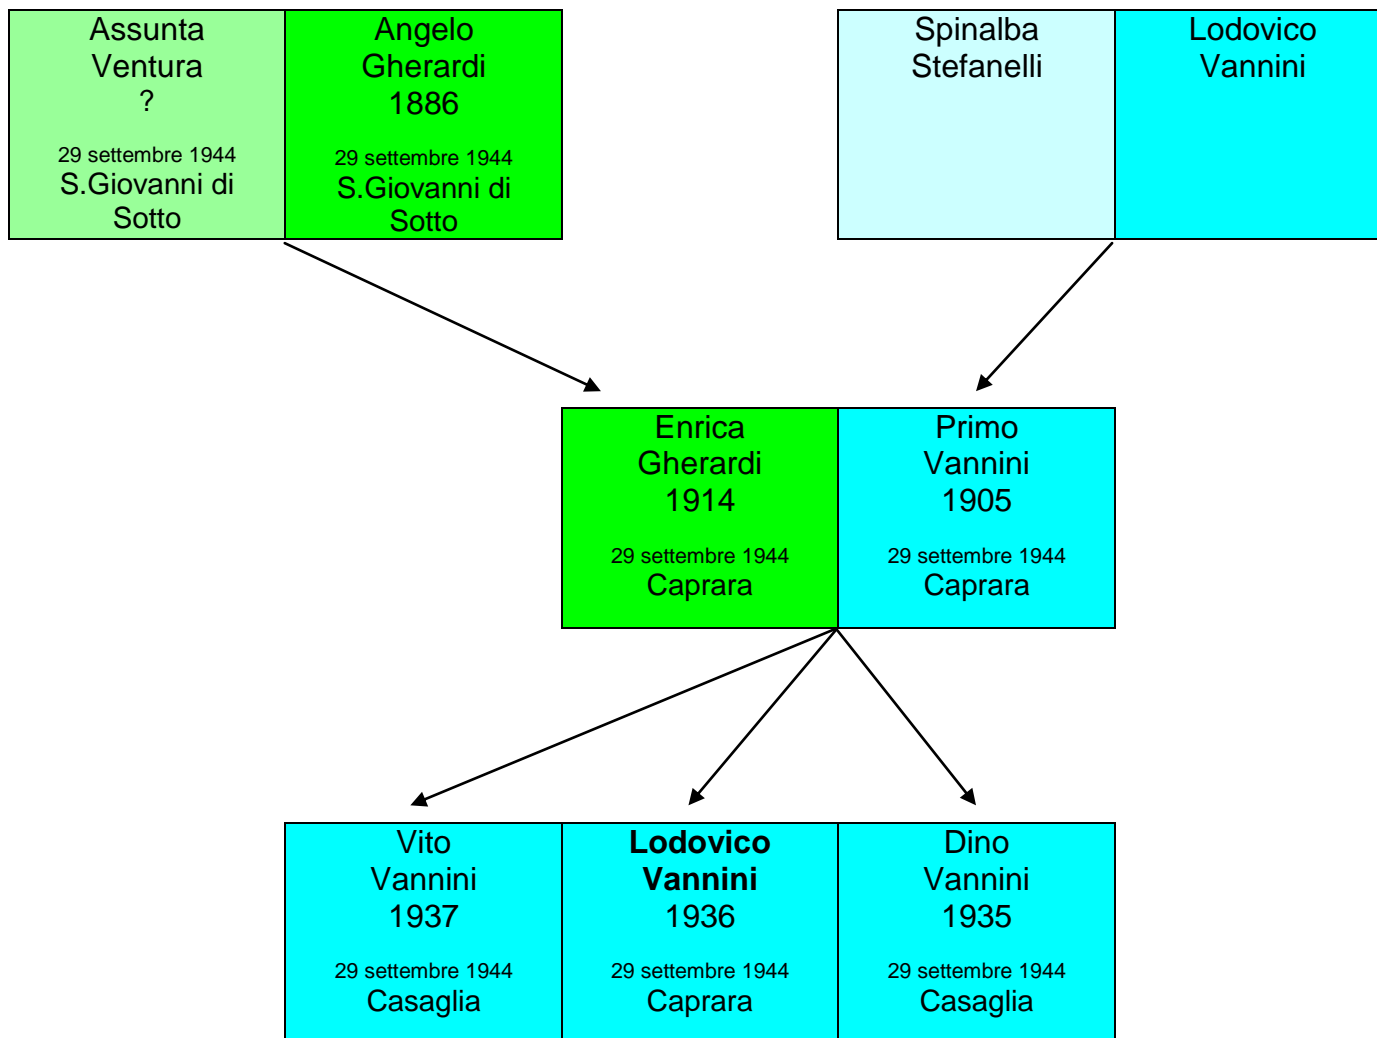 Assunta
Ventura
?
29 settembre 1944
S.Giovanni di
Sotto
Angelo
Gherardi
1886
29 settembre 1944
S.Giovanni di
Sotto
Spinalba
Stefanelli
Lodovico
Vannini
Enrica
Gherardi
1914
29 settembre 1944
Caprara
Primo
Vannini
1905
29 settembre 1944
Caprara
Vito
Vannini
1937
29 settembre 1944
Casaglia
Lodovico
Vannini
1936
29 settembre 1944
Caprara
Dino
Vannini
1935
29 settembre 1944
Casaglia